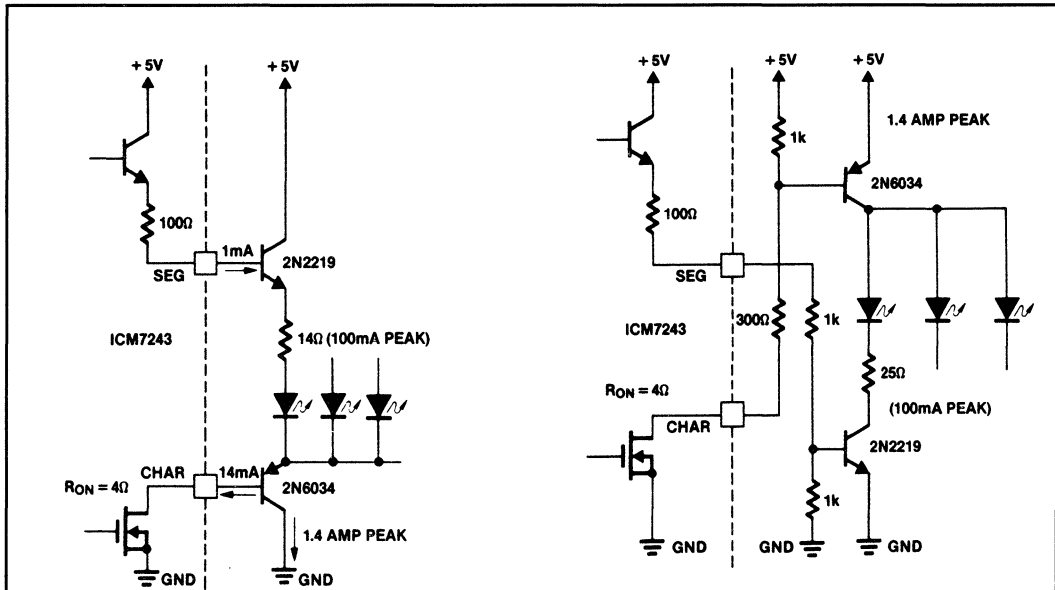 + 5V
+ 5V
100Ω
1mA
SEG
2N2219
14Ω (100mA PEAK)
ICM7243
CHAR
14mA
RON = 4Ω
2N6034
1.4 AMP PEAK
GND
GND
+ 5V
+ 5V
+ 5V
1.4 AMP PEAK
1k
2N6034
100Ω
SEG
300Ω
1k
ICM7243
25Ω
RON = 4Ω
(100mA PEAK)
CHAR
2N2219
1k
GND
GND
GND